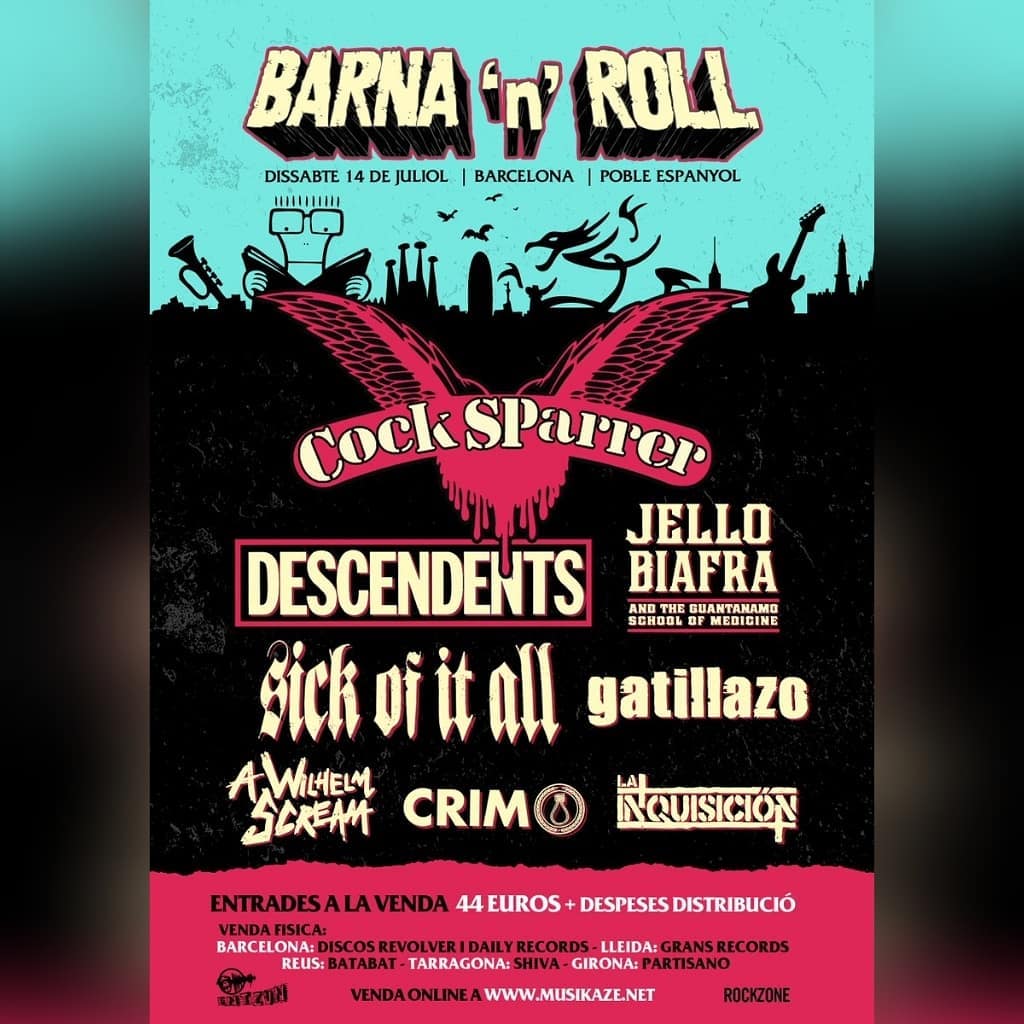 BARNA 'n' ROLL
DISSABTE 14 DE JULIOL | BARCELONA | POBLE ESPANYOL
Cock SParrer
DESCENDENTS
JELLO
BIAFRA
AND THE GUANTANAMO
SCHOOL OF MEDICINE
sick of it all
gatillazo
A WILHELM
SCREAM
CRIM
LA
INQUISICIÓN
ENTRADES A LA VENDA 44 EUROS + DESPESES DISTRIBUCIÓ
VENDA FISICA:
BARCELONA: DISCOS REVOLVER I DAILY RECORDS - LLEIDA: GRANS RECORDS
REUS: BATABAT - TARRAGONA: SHIVA - GIRONA: PARTISANO
VENDA ONLINE A WWW.MUSIKAZE.NET
ROCKZONE